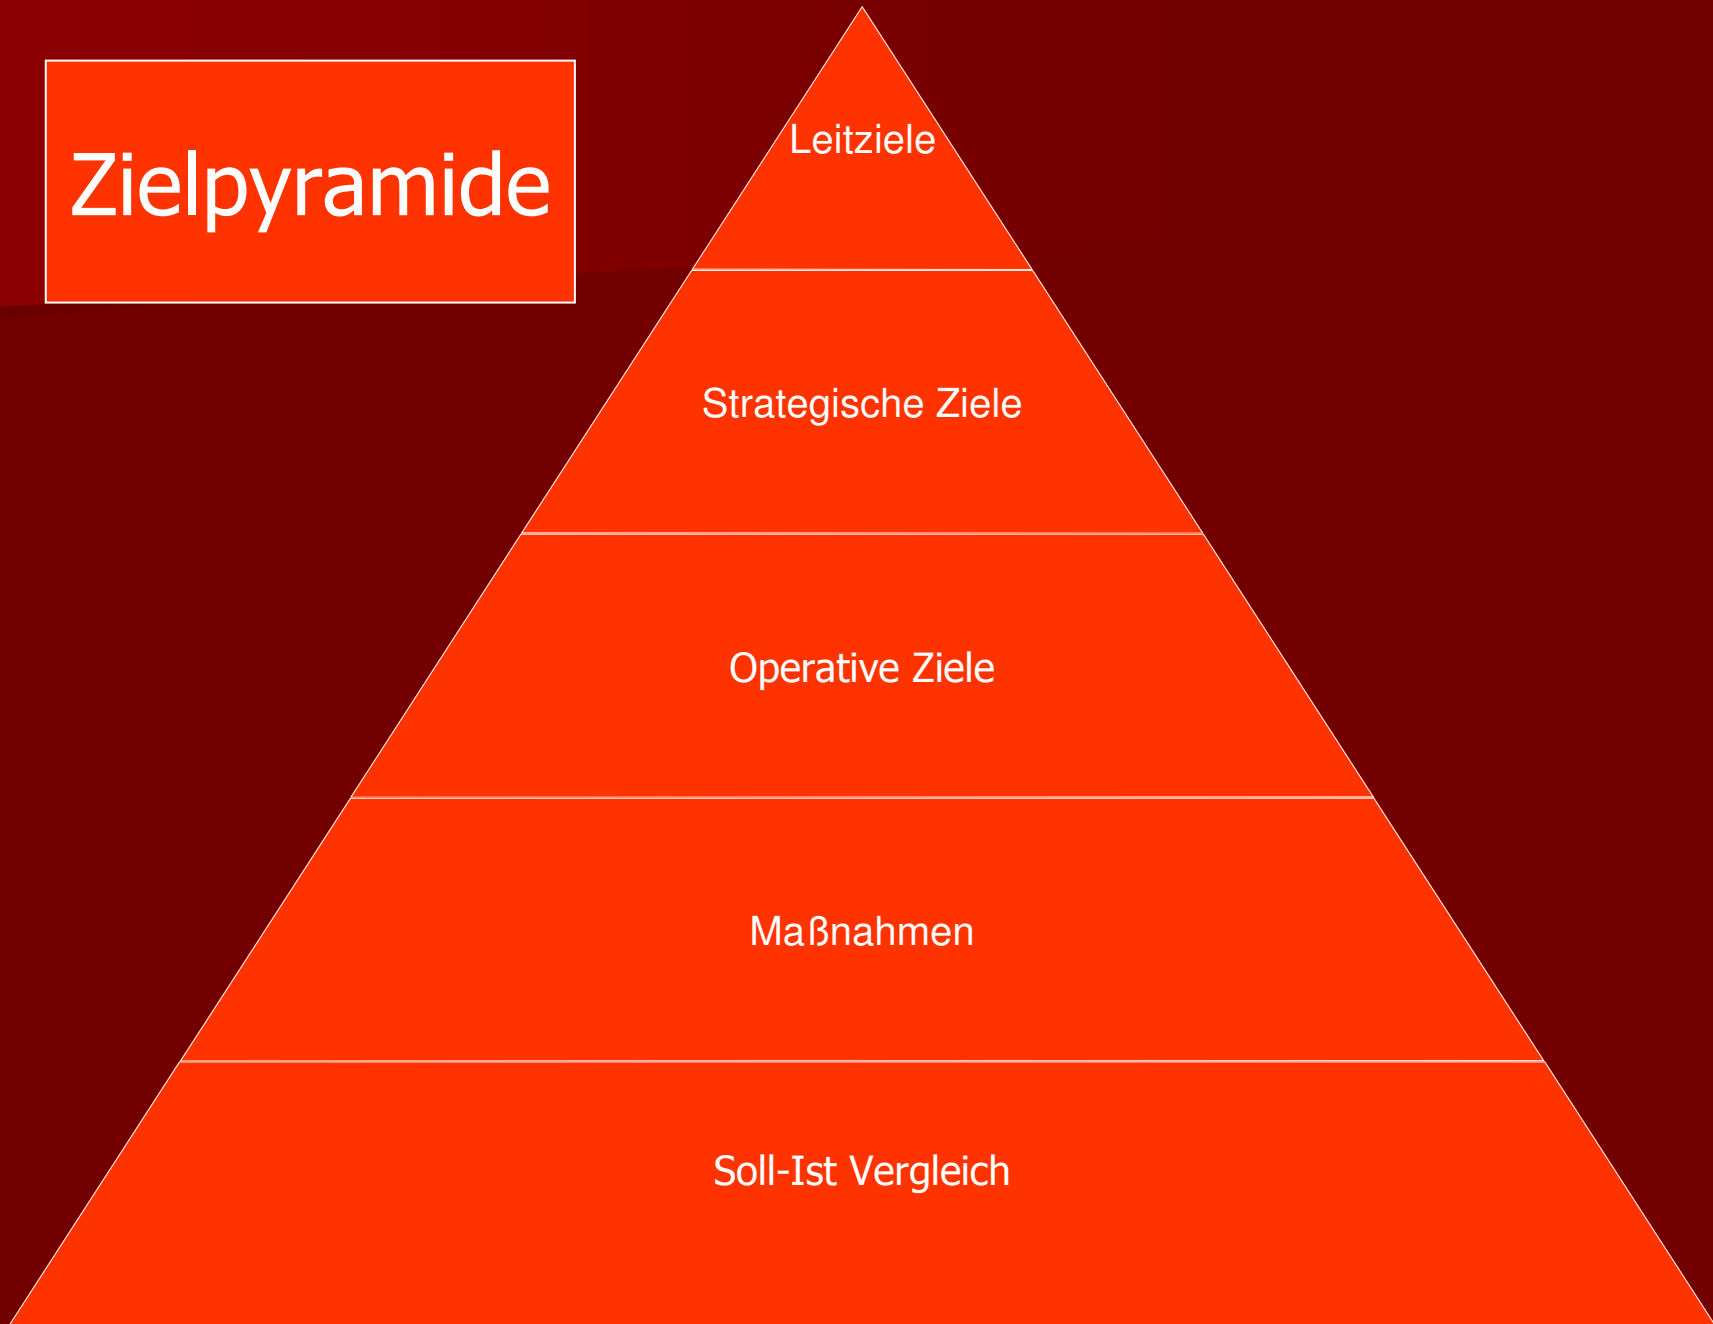 Zielpyramide
Leitziele
Strategische Ziele
Operative Ziele
Maßnahmen
Soll-Ist Vergleich